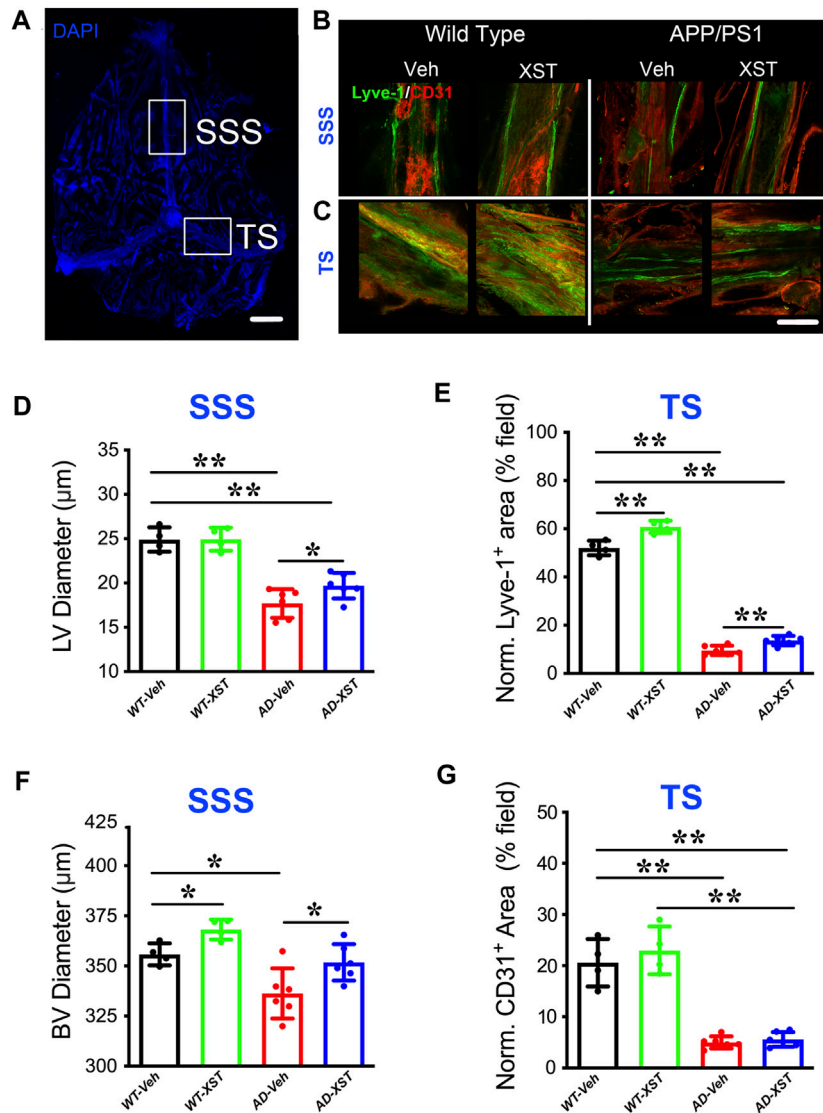 A
DAPI
SSS
TS
B
Wild Type
APP/PS1
Veh
XST
Veh
XST
Lyve-1/CD31
SSS
C
TS
D
SSS
LV Diameter (μm)
35
30
25
20
15
10
**
**
*
WT-Veh
WT-XST
AD-Veh
AD-XST
E
TS
Norm. Lyve-1+ area (% field)
100
80
60
40
20
0
**
**
**
**
WT-Veh
WT-XST
AD-Veh
AD-XST
F
SSS
BV Diameter (μm)
425
400
375
350
325
300
*
*
*
WT-Veh
WT-XST
AD-Veh
AD-XST
G
TS
Norm. CD31+ Area (% field)
50
40
30
20
10
0
**
**
**
WT-Veh
WT-XST
AD-Veh
AD-XST